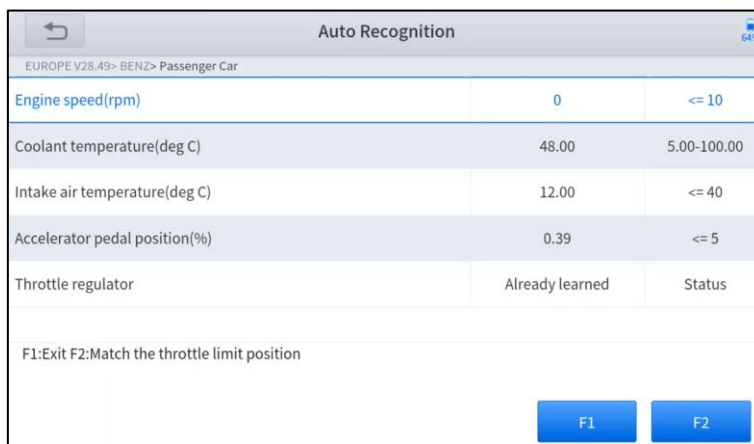 Auto Recognition
64%
EUROPE V28.49> BENZ> Passenger Car
Engine speed(rpm) 0 <= 10
Coolant temperature(deg C) 48.00 5.00-100.00
Intake air temperature(deg C) 12.00 <= 40
Accelerator pedal position(%) 0.39 <= 5
Throttle regulator Already learned Status
F1:Exit F2:Match the throttle limit position
F1 F2